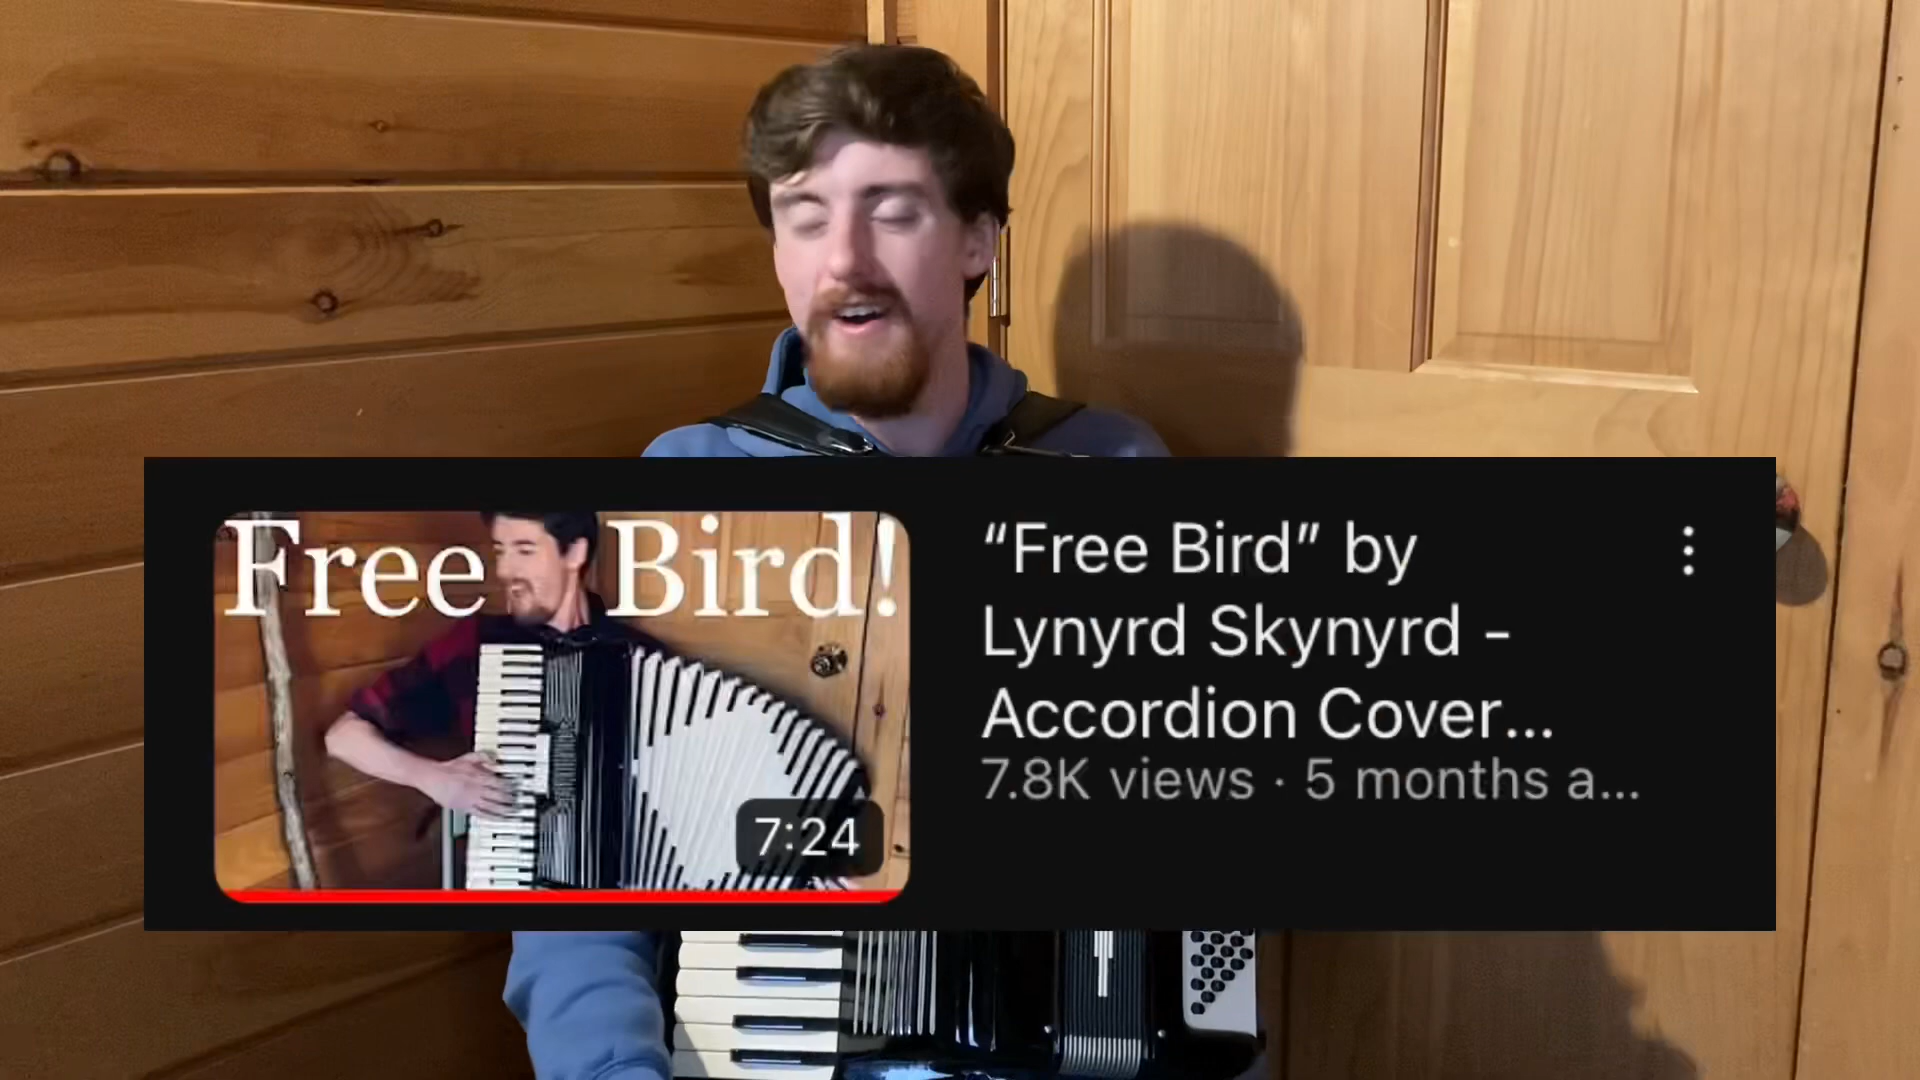 Free Bird!
7:24
“Free Bird” by
Lynyrd Skynyrd -
Accordion Cover...
7.8K views · 5 months a...